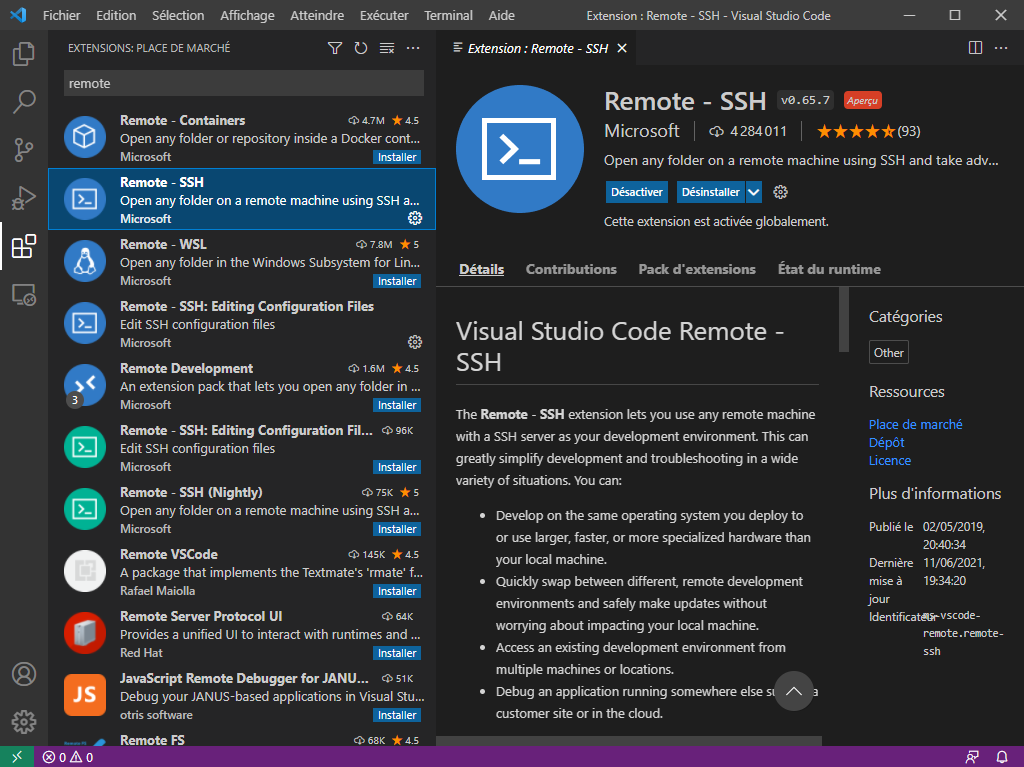 Fichier Edition Sélection Affichage Atteindre Exécuter Terminal Aide Extension : Remote - SSH - Visual Studio Code
EXTENSIONS: PLACE DE MARCHÉ
remote
Remote - Containers 4.7M 4.5
Open any folder or repository inside a Docker cont...
Microsoft Installer
Remote - SSH
Open any folder on a remote machine using SSH a...
Microsoft
Remote - WSL 7.8M 5
Open any folder in the Windows Subsystem for Lin...
Microsoft Installer
Remote - SSH: Editing Configuration Files
Edit SSH configuration files
Microsoft
Remote Development 1.6M 4.5
An extension pack that lets you open any folder in ...
3
Microsoft Installer
Remote - SSH: Editing Configuration Fil... 96K
Edit SSH configuration files
Microsoft Installer
Remote - SSH (Nightly) 75K 5
Open any folder on a remote machine using SSH a...
Microsoft Installer
Remote VSCode 145K 4.5
A package that implements the Textmate's 'rmate' f...
Rafael Maiolla Installer
Remote Server Protocol UI 64K
Provides a unified UI to interact with runtimes and ...
Red Hat Installer
JavaScript Remote Debugger for JANU... 51K
JS
Debug your JANUS-based applications in Visual Stu...
otris software Installer
Remote FS 68K 4.5
Extension : Remote - SSH
Remote - SSH v0.65.7 Aperçu
Microsoft 4 284 011 (93)
Open any folder on a remote machine using SSH and take adv...
Désactiver Désinstaller
Cette extension est activée globalement.
Détails Contributions Pack d'extensions État du runtime
Visual Studio Code Remote -
SSH
The Remote - SSH extension lets you use any remote machine
with a SSH server as your development environment. This can
greatly simplify development and troubleshooting in a wide
variety of situations. You can:
• Develop on the same operating system you deploy to
or use larger, faster, or more specialized hardware than
your local machine.
• Quickly swap between different, remote development
environments and safely make updates without
worrying about impacting your local machine.
• Access an existing development environment from
multiple machines or locations.
• Debug an application running somewhere else a
customer site or in the cloud.
Catégories
Other
Ressources
Place de marché
Dépôt
Licence
Plus d'informations
Publié le 02/05/2019,
20:40:34
Dernière 11/06/2021,
mise à 19:34:20
jour
Identificateur ms-vscode-
remote.remote-
ssh
0 0